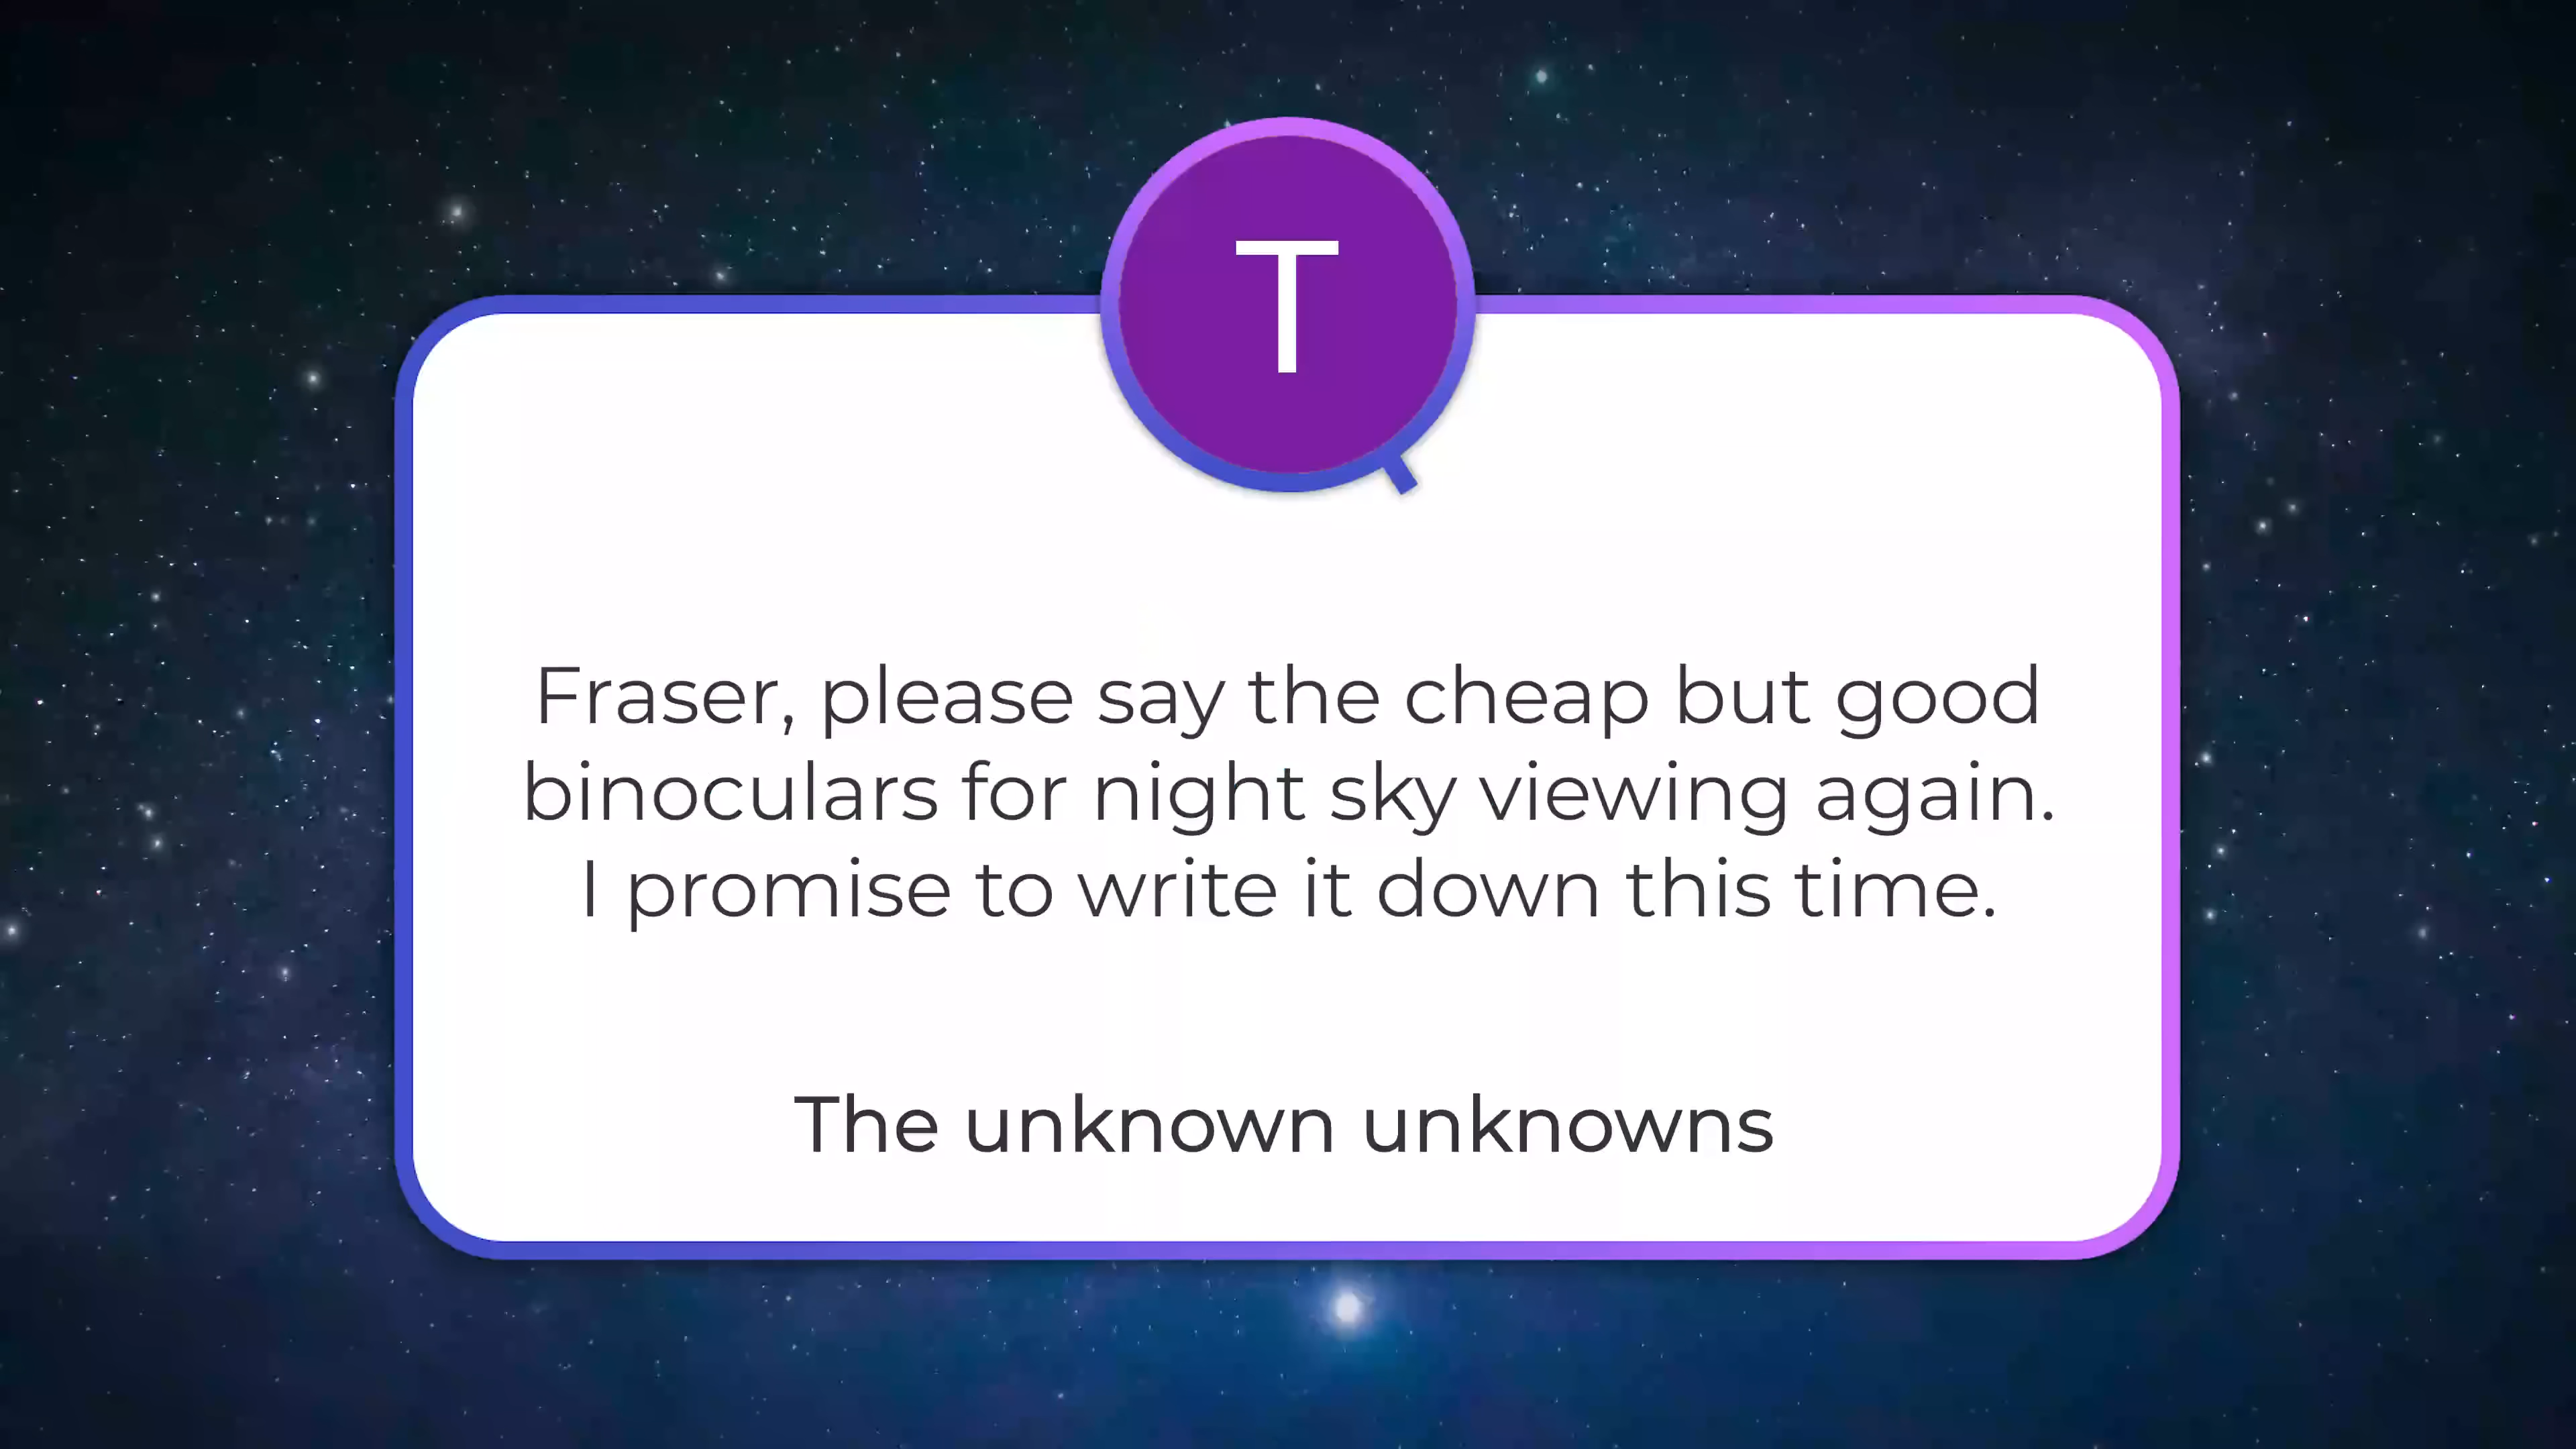 T
Fraser, please say the cheap but good
binoculars for night sky viewing again.
I promise to write it down this time.
The unknown unknowns